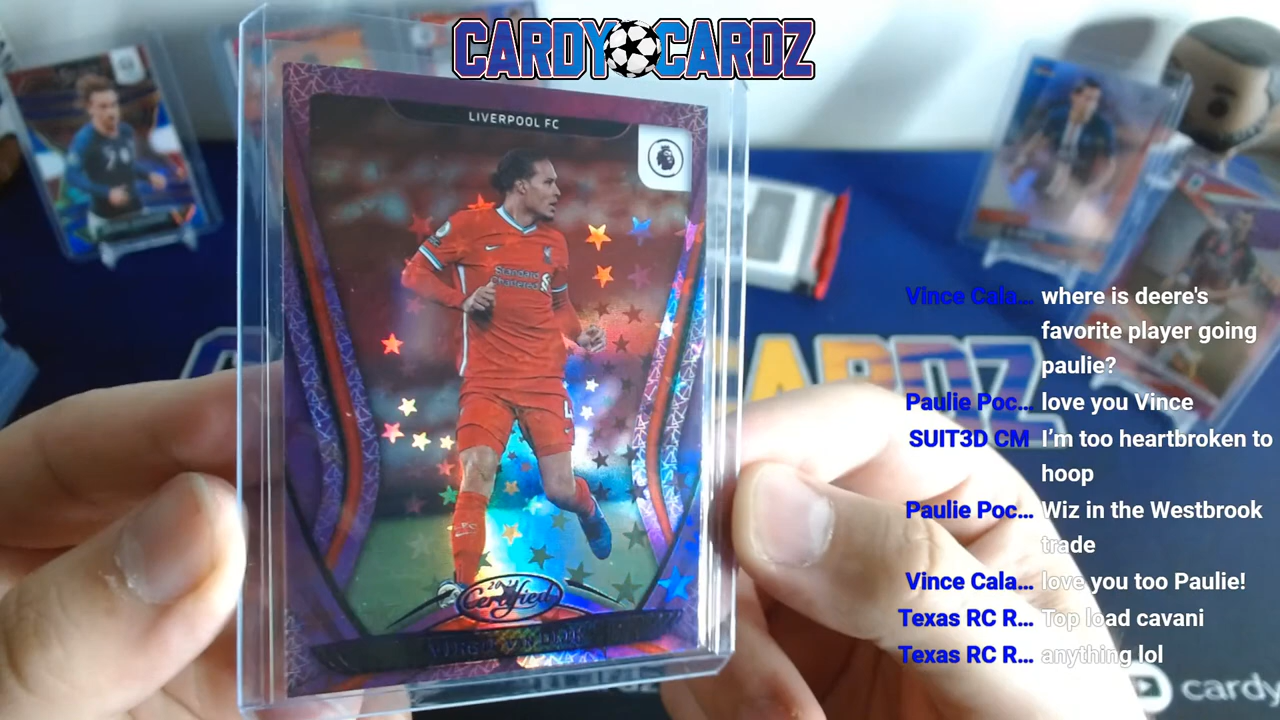 CARDY CARDZ
LIVERPOOL FC
Standard
Chartered
Certified
Vince Cala... where is deere's
favorite player going
paulie?
Paulie Poc... love you Vince
SUIT3D CM I'm too heartbroken to
hoop
Paulie Poc... Wiz in the Westbrook
trade
Vince Cala... love you too Paulie!
Texas RC R... Top load cavani
Texas RC R... anything lol
cardy